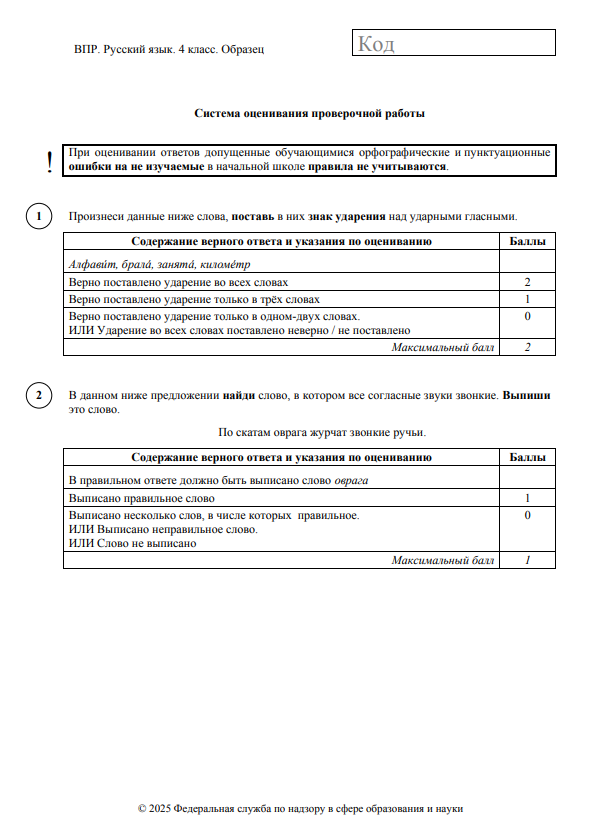 ВПР. Русский язык. 4 класс. Образец
Код
Система оценивания проверочной работы
! При оценивании ответов допущенные обучающимися орфографические и пунктуационные
ошибки на не изучаемые в начальной школе правила не учитываются.
1 Произнеси данные ниже слова, поставь в них знак ударения над ударными гласными.
Содержание верного ответа и указания по оцениванию Баллы
Алфави́т, брала́, занята́, киломе́тр
Верно поставлено ударение во всех словах 2
Верно поставлено ударение только в трёх словах 1
Верно поставлено ударение только в одном-двух словах. 0
ИЛИ Ударение во всех словах поставлено неверно / не поставлено
Максимальный балл 2
2 В данном ниже предложении найди слово, в котором все согласные звуки звонкие. Выпиши
это слово.
По скатам оврага журчат звонкие ручьи.
Содержание верного ответа и указания по оцениванию Баллы
В правильном ответе должно быть выписано слово оврага
Выписано правильное слово 1
Выписано несколько слов, в числе которых правильное. 0
ИЛИ Выписано неправильное слово.
ИЛИ Слово не выписано
Максимальный балл 1
© 2025 Федеральная служба по надзору в сфере образования и науки